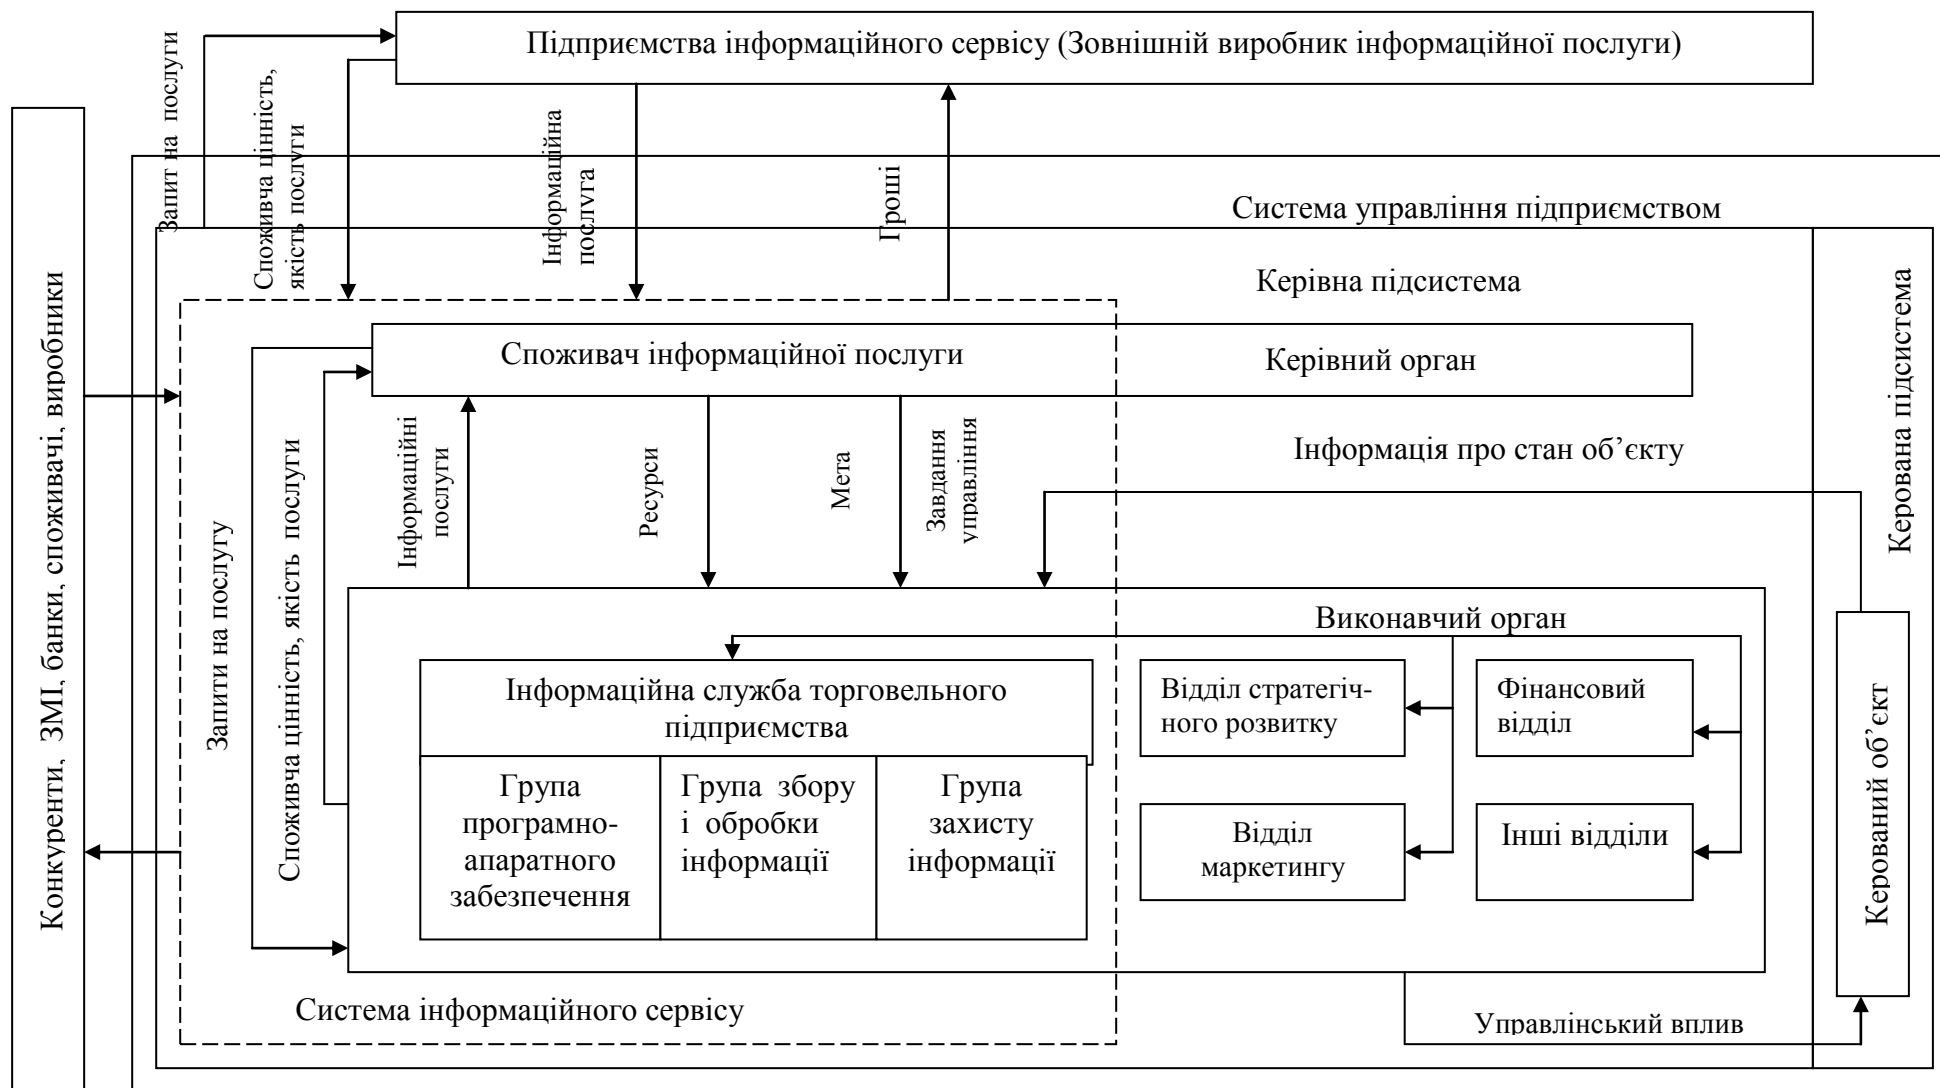 Підприємства інформаційного сервісу (Зовнішній виробник інформаційної послуги)
Запит на послуги
Споживча цінність,
якість послуги
Інформаційна
послуга
Гроші
Система управління підприємством
Керівна підсистема
Керована підсистема
Конкуренти, ЗМІ, банки, споживачі, виробники
Споживач інформаційної послуги
Керівний орган
Запити на послугу
Споживча цінність, якість послуги
Інформаційні
послуги
Ресурси
Мета
Завдання
управління
Інформація про стан об’єкту
Виконавчий орган
Інформаційна служба торговельного
підприємства
Група
програмно-
апаратного
забезпечення
Група збору
і обробки
інформації
Група
захисту
інформації
Відділ стратегіч-
ного розвитку
Фінансовий
відділ
Відділ
маркетингу
Інші відділи
Керований об’єкт
Система інформаційного сервісу
Управлінський вплив